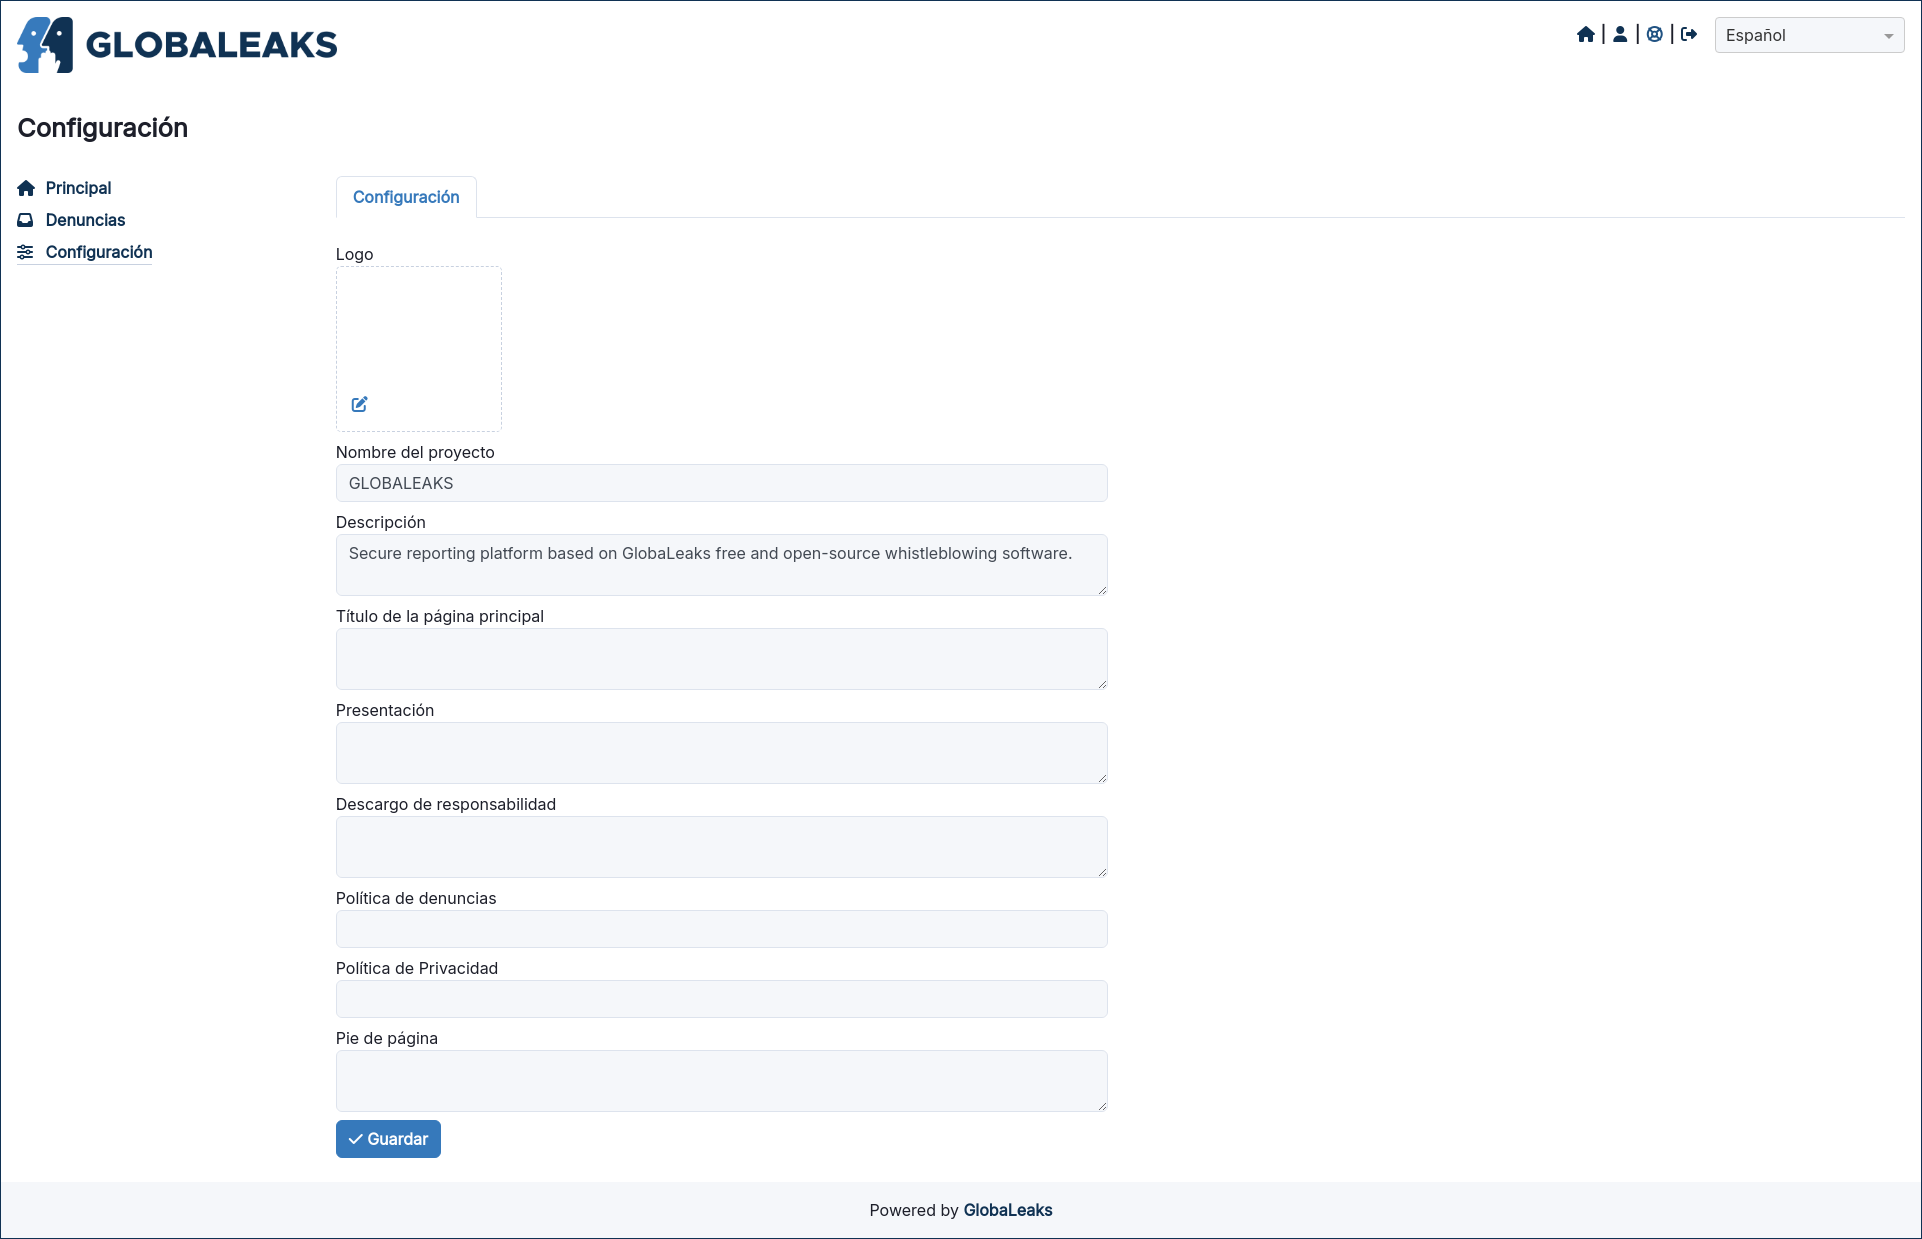 GLOBALEAKS
Español
Configuración
Principal
Denuncias
Configuración
Configuración
Logo
Nombre del proyecto
GLOBALEAKS
Descripción
Secure reporting platform based on GlobaLeaks free and open-source whistleblowing software.
Título de la página principal
Presentación
Descargo de responsabilidad
Política de denuncias
Política de Privacidad
Pie de página
Guardar
Powered by GlobaLeaks